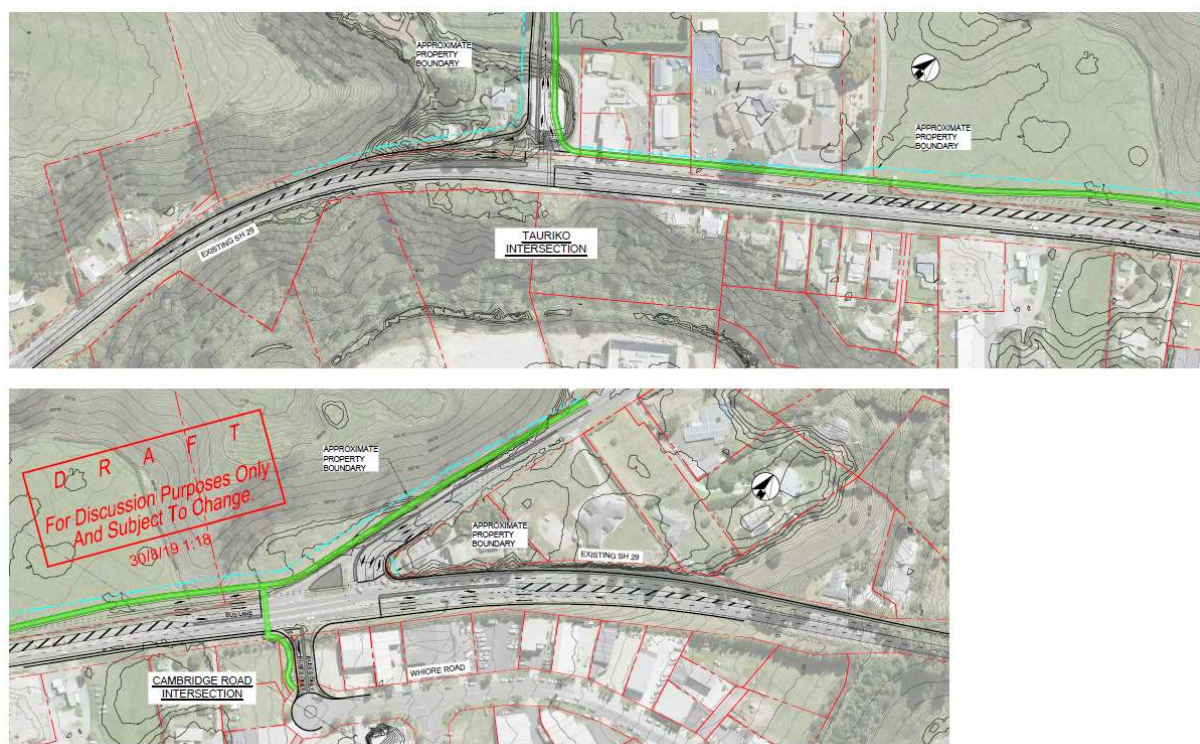 APPROXIMATE
PROPERTY
BOUNDARY
APPROXIMATE
PROPERTY
BOUNDARY
EXISTING SH 29
TAURIKO
INTERSECTION
D R A F T
For Discussion Purposes Only
And Subject To Change.
30/8/19 1:18
APPROXIMATE
PROPERTY
BOUNDARY
APPROXIMATE
PROPERTY
BOUNDARY
EXISTING SH 29
BUS LANE
CAMBRIDGE ROAD
INTERSECTION
WHIORE ROAD